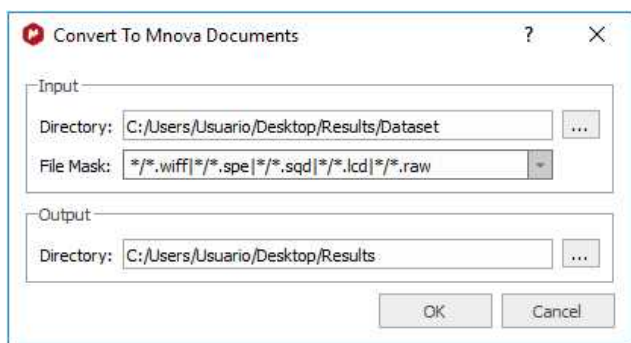 Convert To Mnova Documents ? X
Input
Directory: C:/Users/Usuario/Desktop/Results/Dataset ...
File Mask: */*.wiff|*/*.spe|*/*.sqd|*/*.lcd|*/*.raw
Output
Directory: C:/Users/Usuario/Desktop/Results ...
OK Cancel